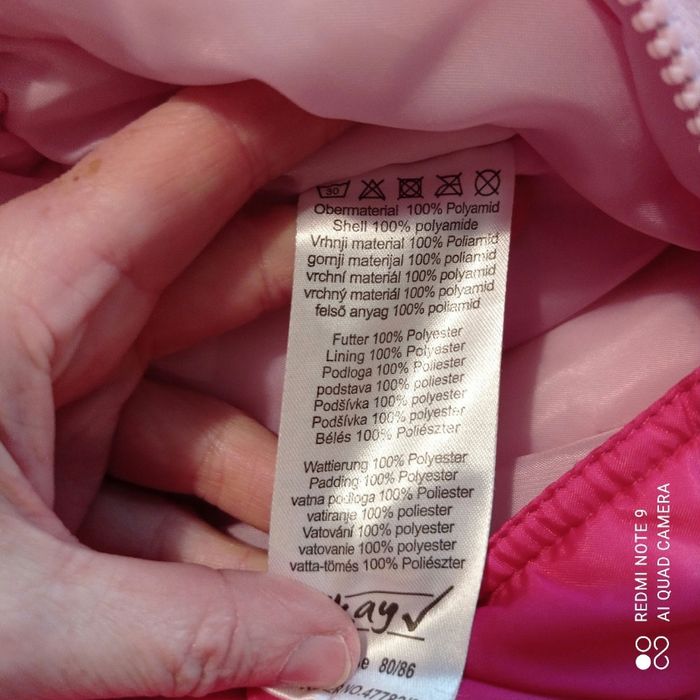 30
Obermaterial 100% Polyamid
Shell 100% polyamide
Vrhnji material 100% Poliamid
gornji materijal 100% poliamid
vrchní materiál 100% polyamid
vrchný materiál 100% polyamid
felső anyag 100% poliamid
Futter 100% Polyester
Lining 100% Polyester
Podloga 100% Poliester
podstava 100% poliester
Podšívka 100% polyester
Podšívka 100% polyester
Bélés 100% Poliészter
Wattierung 100% Polyester
Padding 100% Polyester
vatna podloga 100% Poliester
vatiranje 100% Poliester
Vatování 100% polyester
vatovanie 100% polyester
vatta-tömés 100% Poliészter
80/86
REDMI NOTE 9
AI QUAD CAMERA